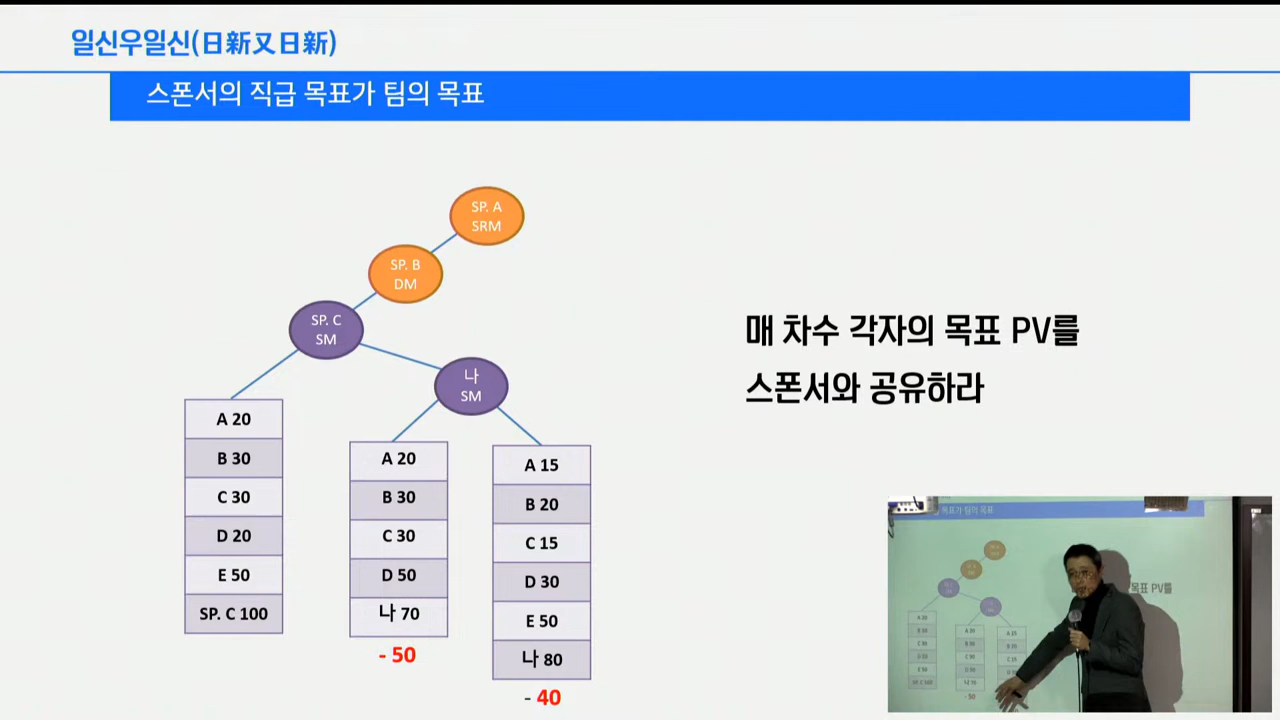 일신우일신(日新又日新)
스폰서의 직급 목표가 팀의 목표
SP. A
SRM
SP. B
DM
SP. C
SM
나
SM
A 20
B 30
C 30
D 20
E 50
SP. C 100
A 20
B 30
C 30
D 50
나 70
- 50
A 15
B 20
C 15
D 30
E 50
나 80
- 40
매 차수 각자의 목표 PV를
스폰서와 공유하라
목표가 팀의 목표
목표 PV를